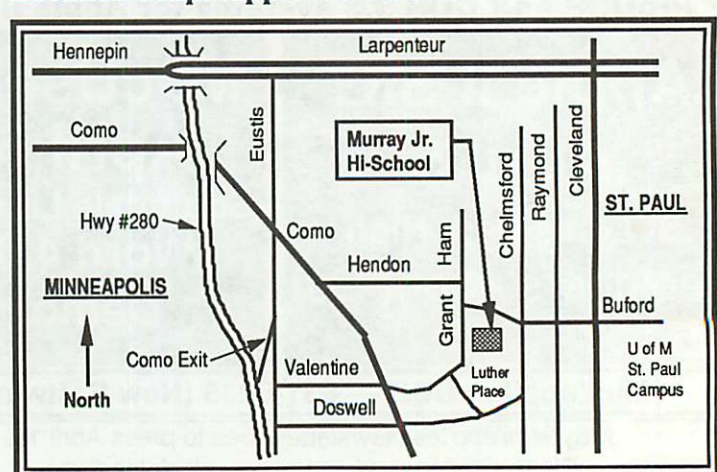 Hennepin
Larpenteur
Como
Eustis
Murray Jr.
Hi-School
Chelmsford
Raymond
Cleveland
ST. PAUL
Hwy #280
Como
Ham
Hendon
MINNEAPOLIS
Grant
Buford
Como Exit
Valentine
Luther
Place
U of M
St. Paul
Campus
North
Doswell